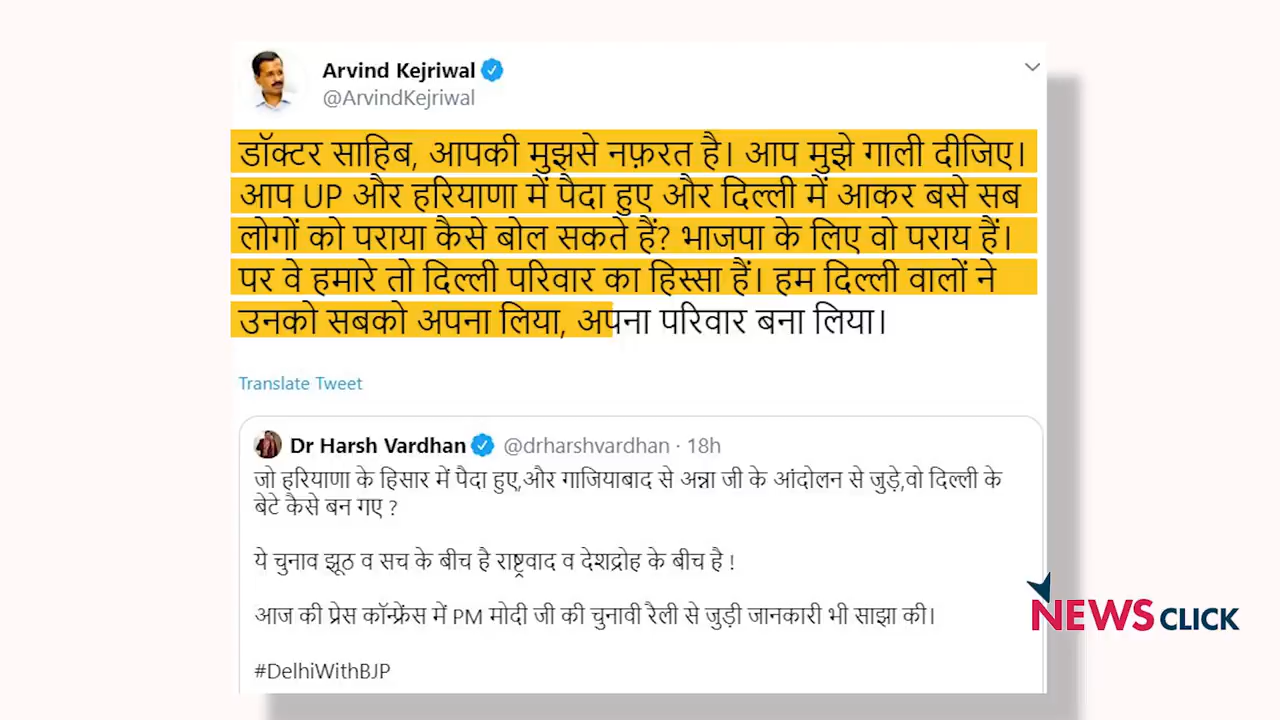 Arvind Kejriwal
@ArvindKejriwal
डॉक्टर साहिब, आपकी मुझसे नफ़रत है। आप मुझे गाली दीजिए।
आप UP और हरियाणा में पैदा हुए और दिल्ली में आकर बसे सब
लोगों को पराया कैसे बोल सकते हैं? भाजपा के लिए वो पराय हैं।
पर वे हमारे तो दिल्ली परिवार का हिस्सा हैं। हम दिल्ली वालों ने
उनको सबको अपना लिया, अपना परिवार बना लिया।
Translate Tweet
Dr Harsh Vardhan @drharshvardhan · 18h
जो हरियाणा के हिसार में पैदा हुए,और गाजियाबाद से अन्ना जी के आंदोलन से जुड़े,वो दिल्ली के
बेटे कैसे बन गए ?
ये चुनाव झूठ व सच के बीच है राष्ट्रवाद व देशद्रोह के बीच है !
आज की प्रेस कॉन्फ्रेंस में PM मोदी जी की चुनावी रैली से जुड़ी जानकारी भी साझा की।
#DelhiWithBJP
NEWS CLICK